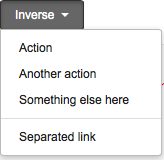 Inverse
Action
Another action
Something else here
Separated link